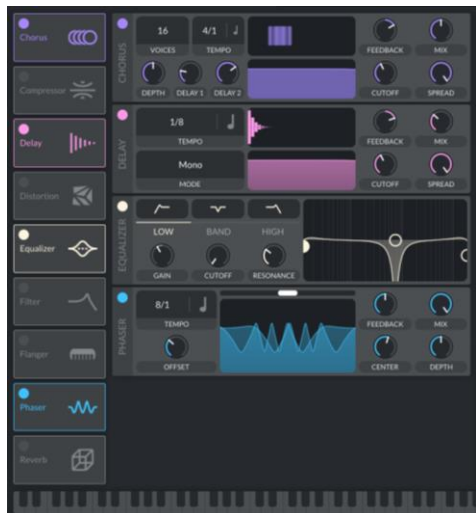 Chorus
Compressor
Delay
Distortion
Equalizer
Filter
Flanger
Phaser
Reverb
CHORUS
16 4/1
VOICES TEMPO FEEDBACK MIX
DEPTH DELAY 1 DELAY 2 CUTOFF SPREAD
DELAY
1/8
TEMPO FEEDBACK MIX
Mono
MODE CUTOFF SPREAD
EQUALIZER
LOW BAND HIGH
GAIN CUTOFF RESONANCE
PHASER
8/1
TEMPO FEEDBACK MIX
OFFSET CENTER DEPTH